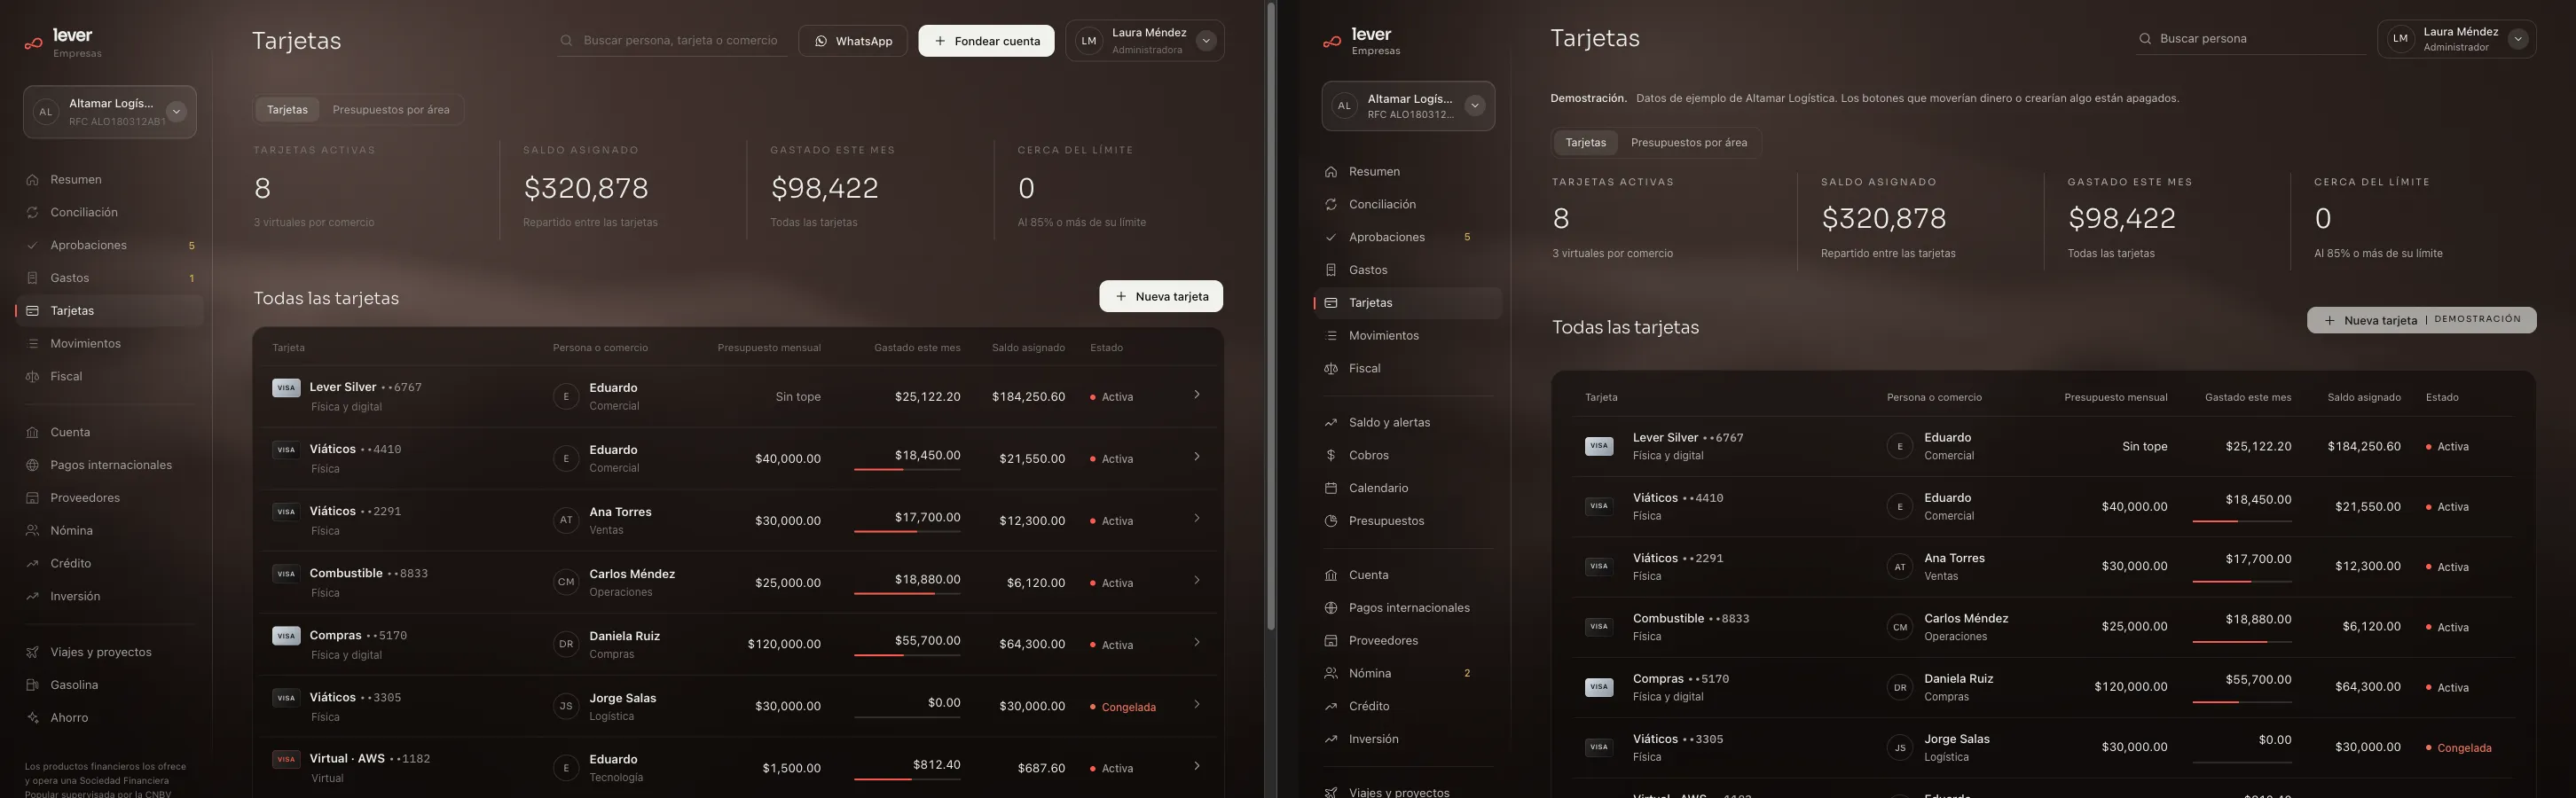 lever
Empresas
AL
Altamar Logís...
RFC ALO180312AB1
Resumen
Conciliación
Aprobaciones 5
Gastos 1
Tarjetas
Movimientos
Fiscal
Cuenta
Pagos internacionales
Proveedores
Nómina
Crédito
Inversión
Viajes y proyectos
Gasolina
Ahorro
Los productos financieros los ofrece
y opera una Sociedad Financiera
Popular supervisada por la CNBV
Tarjetas
Buscar persona, tarjeta o comercio
WhatsApp
+ Fondear cuenta
LM
Laura Méndez
Administradora
Tarjetas Presupuestos por área
TARJETAS ACTIVAS
8
3 virtuales por comercio
SALDO ASIGNADO
$320,878
Repartido entre las tarjetas
GASTADO ESTE MES
$98,422
Todas las tarjetas
CERCA DEL LÍMITE
0
Al 85% o más de su límite
Todas las tarjetas
+ Nueva tarjeta
Tarjeta Persona o comercio Presupuesto mensual Gastado este mes Saldo asignado Estado
VISA Lever Silver ••6767 E Eduardo Sin tope $25,122.20 $184,250.60 Activa
Física y digital Comercial
VISA Viáticos ••4410 E Eduardo $40,000.00 $18,450.00 $21,550.00 Activa
Física Comercial
VISA Viáticos ••2291 AT Ana Torres $30,000.00 $17,700.00 $12,300.00 Activa
Física Ventas
VISA Combustible ••8833 CM Carlos Méndez $25,000.00 $18,880.00 $6,120.00 Activa
Física Operaciones
VISA Compras ••5170 DR Daniela Ruiz $120,000.00 $55,700.00 $64,300.00 Activa
Física y digital Compras
VISA Viáticos ••3305 JS Jorge Salas $30,000.00 $0.00 $30,000.00 Congelada
Física Logística
VISA Virtual · AWS ••1182 E Eduardo $1,500.00 $812.40 $687.60 Activa
Virtual Tecnología
lever
Empresas
AL
Altamar Logís...
RFC ALO180312...
Resumen
Conciliación
Aprobaciones 5
Gastos
Tarjetas
Movimientos
Fiscal
Saldo y alertas
Cobros
Calendario
Presupuestos
Cuenta
Pagos internacionales
Proveedores
Nómina 2
Crédito
Inversión
Viajes y proyectos
Tarjetas
Buscar persona
LM
Laura Méndez
Administrador
Demostración. Datos de ejemplo de Altamar Logística. Los botones que moverían dinero o crearían algo están apagados.
Tarjetas Presupuestos por área
TARJETAS ACTIVAS
8
3 virtuales por comercio
SALDO ASIGNADO
$320,878
Repartido entre las tarjetas
GASTADO ESTE MES
$98,422
Todas las tarjetas
CERCA DEL LÍMITE
0
Al 85% o más de su límite
Todas las tarjetas
+ Nueva tarjeta | DEMOSTRACIÓN
Tarjeta Persona o comercio Presupuesto mensual Gastado este mes Saldo asignado Estado
VISA Lever Silver ••6767 E Eduardo Sin tope $25,122.20 $184,250.60 Activa
Física y digital Comercial
VISA Viáticos ••4410 E Eduardo $40,000.00 $18,450.00 $21,550.00 Activa
Física Comercial
VISA Viáticos ••2291 AT Ana Torres $30,000.00 $17,700.00 $12,300.00 Activa
Física Ventas
VISA Combustible ••8833 CM Carlos Méndez $25,000.00 $18,880.00 $6,120.00 Activa
Física Operaciones
VISA Compras ••5170 DR Daniela Ruiz $120,000.00 $55,700.00 $64,300.00 Activa
Física y digital Compras
VISA Viáticos ••3305 JS Jorge Salas $30,000.00 $0.00 $30,000.00 Congelada
Física Logística